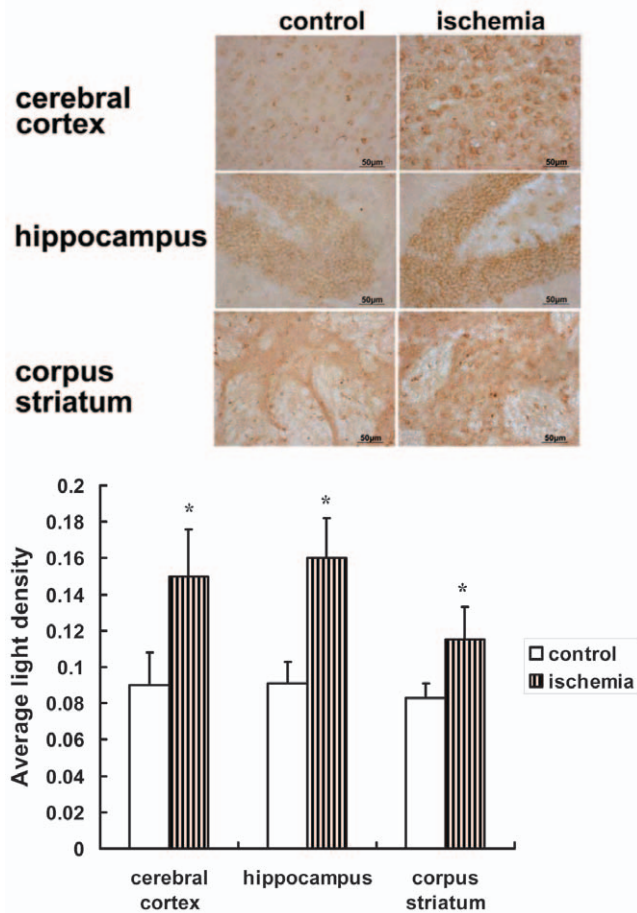 control ischemia
cerebral
cortex
50μm 50μm
hippocampus
50μm 50μm
corpus
striatum
50μm 50μm
0.2
0.18
0.16
0.14
0.12
0.1
0.08
0.06
0.04
0.02
0
Average light density
* * *
control
ischemia
cerebral
cortex
hippocampus
corpus
striatum